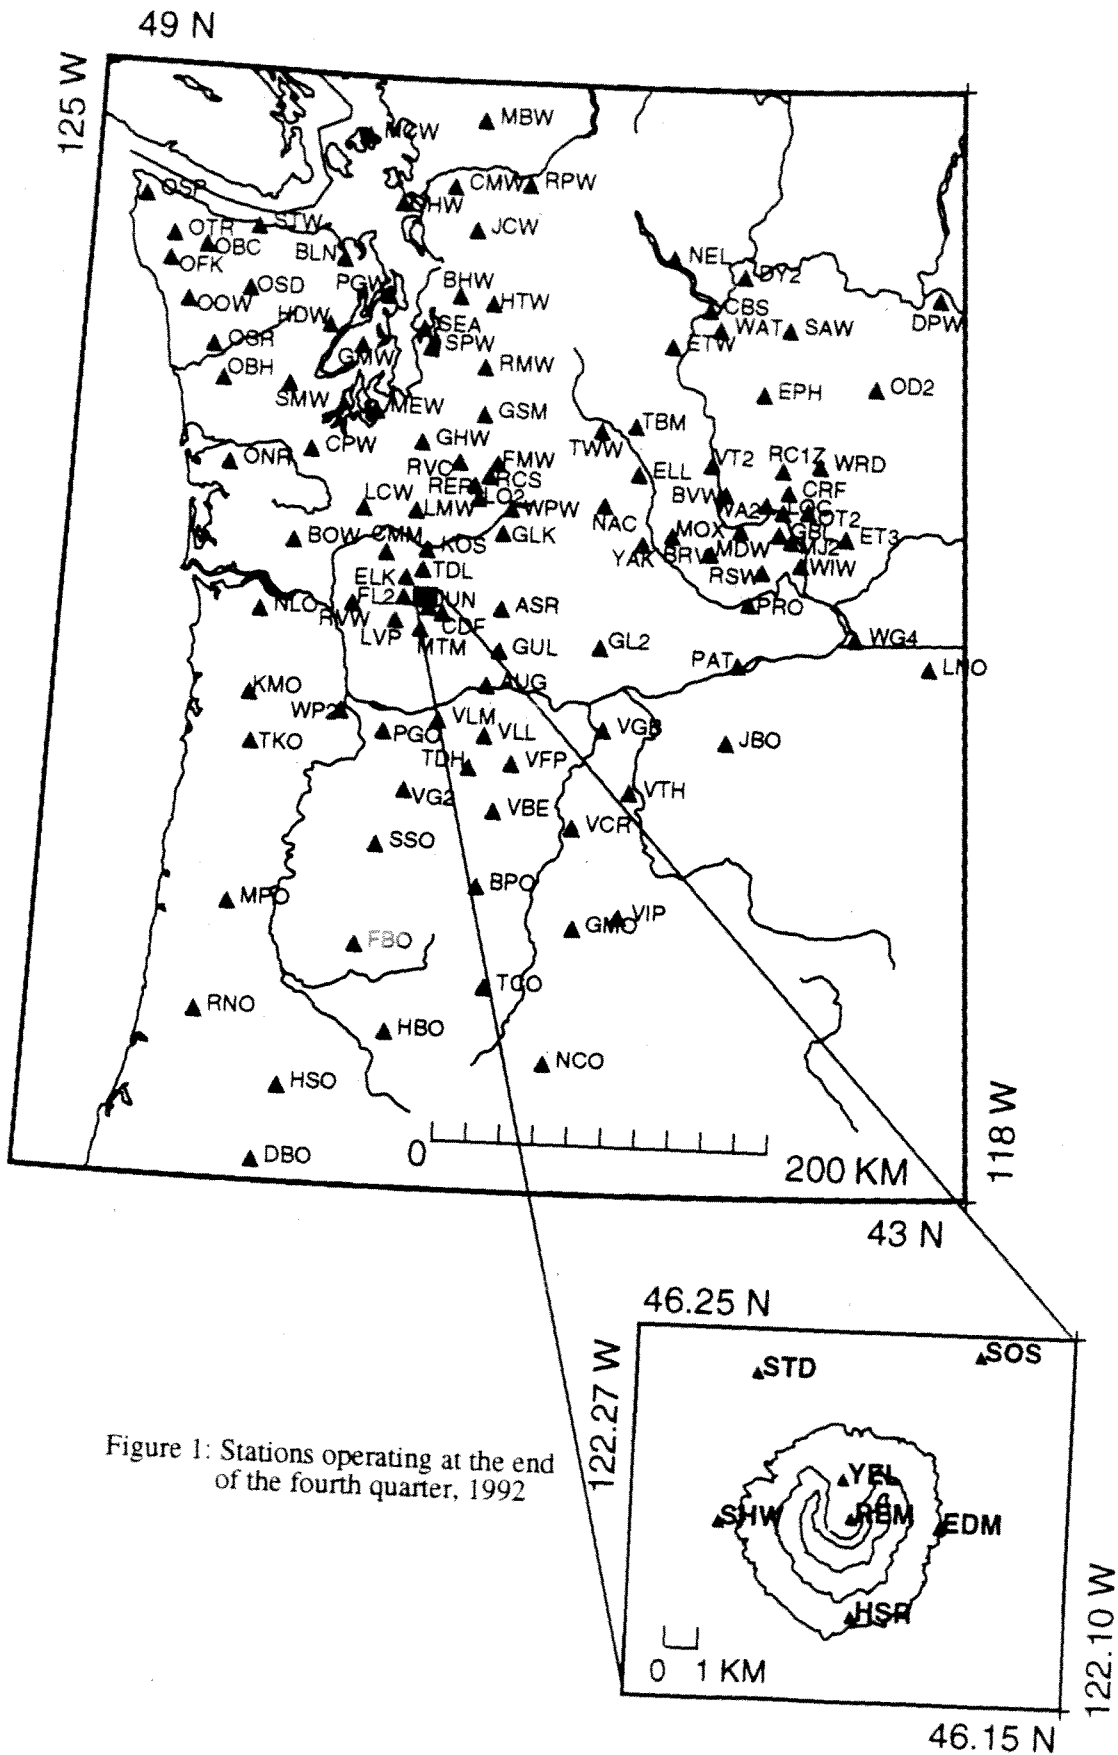 49 N
125 W
MBW
MCW
CMW
RPW
OSP
OHW
STW
OTR
OBC
JCW
BLN
OFK
NEL
DY2
OSD
PGW
BHW
OOW
HTW
DPW
HDW
CBS
SEA
WAT
SAW
OSR
SPW
ETW
GMW
OBH
RMW
SMW
MEW
EPH
OD2
GSM
TBM
CPW
GHW
TWW
ONR
RVC
FMW
VT2
RC1Z
WRD
RER
RCS
ELL
LCW
LO2
BVW
CRF
LMW
WPW
VA2
LOC
NAC
OT2
BOW
CMM
GLK
MOX
GBL
ET3
KOS
YAK
BRV
MDW
MJ2
ELK
TDL
RSW
WIW
FL2
NLO
ASR
PRO
RVW
CDF
LVP
MTM
GUL
GL2
WG4
PAT
LNO
KMO
AUG
WP2
VLM
PGO
VLL
VGB
TKO
JBO
TDH
VFP
VG2
VTH
VBE
VCR
SSO
BPO
MPO
VIP
GMO
FBO
TCO
RNO
HBO
NCO
HSO
118 W
DBO
0
200 KM
43 N
46.25 N
122.27 W
STD
SOS
Figure 1: Stations operating at the end
of the fourth quarter, 1992
YEL
SHW
REM
EDM
HSR
0 1 KM
122.10 W
46.15 N